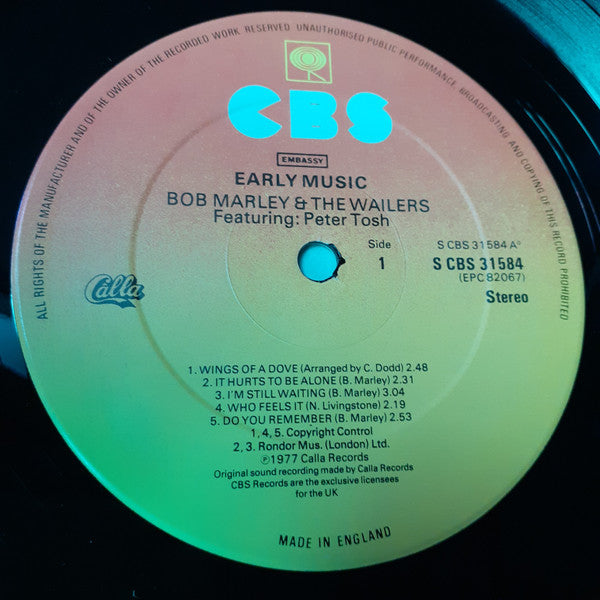 ALL RIGHTS OF THE MANUFACTURER AND OF THE OWNER OF THE RECORDED WORK RESERVED. UNAUTHORISED PUBLIC PERFORMANCE, BROADCASTING AND COPYING OF THIS RECORD PROHIBITED
CBS
EMBASSY
EARLY MUSIC
BOB MARLEY & THE WAILERS
Featuring: Peter Tosh
Side
1
S CBS 31584 A°
S CBS 31584
(EPC 82067)
Stereo
Calla
1. WINGS OF A DOVE (Arranged by C. Dodd) 2.48
2. IT HURTS TO BE ALONE (B. Marley) 2.31
3. I'M STILL WAITING (B. Marley) 3.04
4. WHO FEELS IT (N. Livingstone) 2.19
5. DO YOU REMEMBER (B. Marley) 2.53
1, 4, 5. Copyright Control
2, 3. Rondor Mus. (London) Ltd.
℗1977 Calla Records
Original sound recording made by Calla Records
CBS Records are the exclusive licensees
for the UK
MADE IN ENGLAND